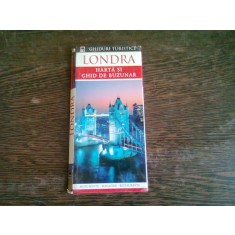 GHIDURI TURISTICE
LONDRA
HARTĂ ȘI
GHID DE BUZUNAR